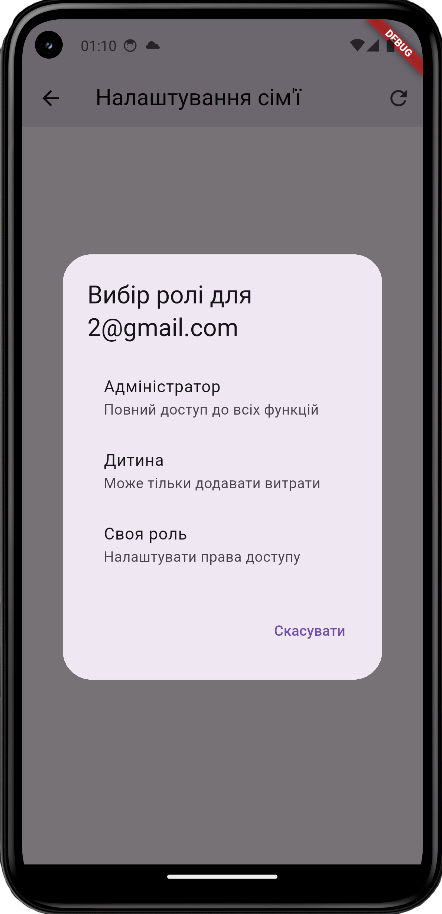 01:10
DEBUG
Налаштування сім'ї
Вибір ролі для
2@gmail.com
Адміністратор
Повний доступ до всіх функцій
Дитина
Може тільки додавати витрати
Своя роль
Налаштувати права доступу
Скасувати